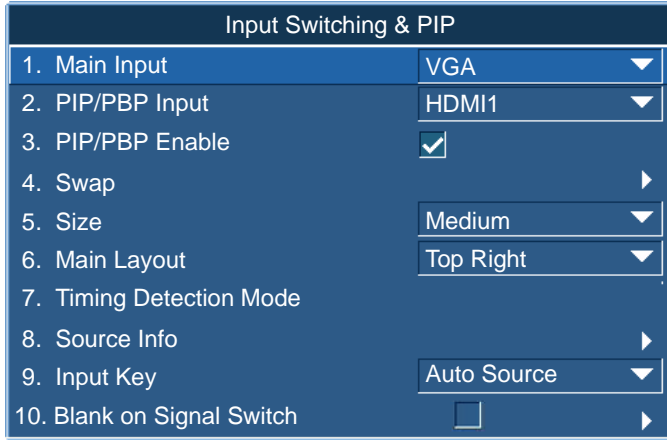 Input Switching & PIP
1. Main Input VGA
2. PIP/PBP Input HDMI1
3. PIP/PBP Enable
4. Swap
5. Size Medium
6. Main Layout Top Right
7. Timing Detection Mode
8. Source Info
9. Input Key Auto Source
10. Blank on Signal Switch